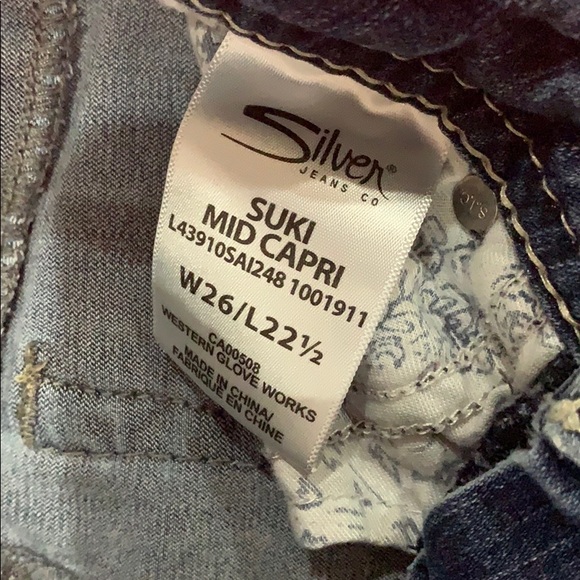 Silver®
JEANS CO
SUKI
MID CAPRI
L43910SAI248 1001911
W26/L22½
CA00508
WESTERN GLOVE WORKS
MADE IN CHINA/
FABRIQUE EN CHINE